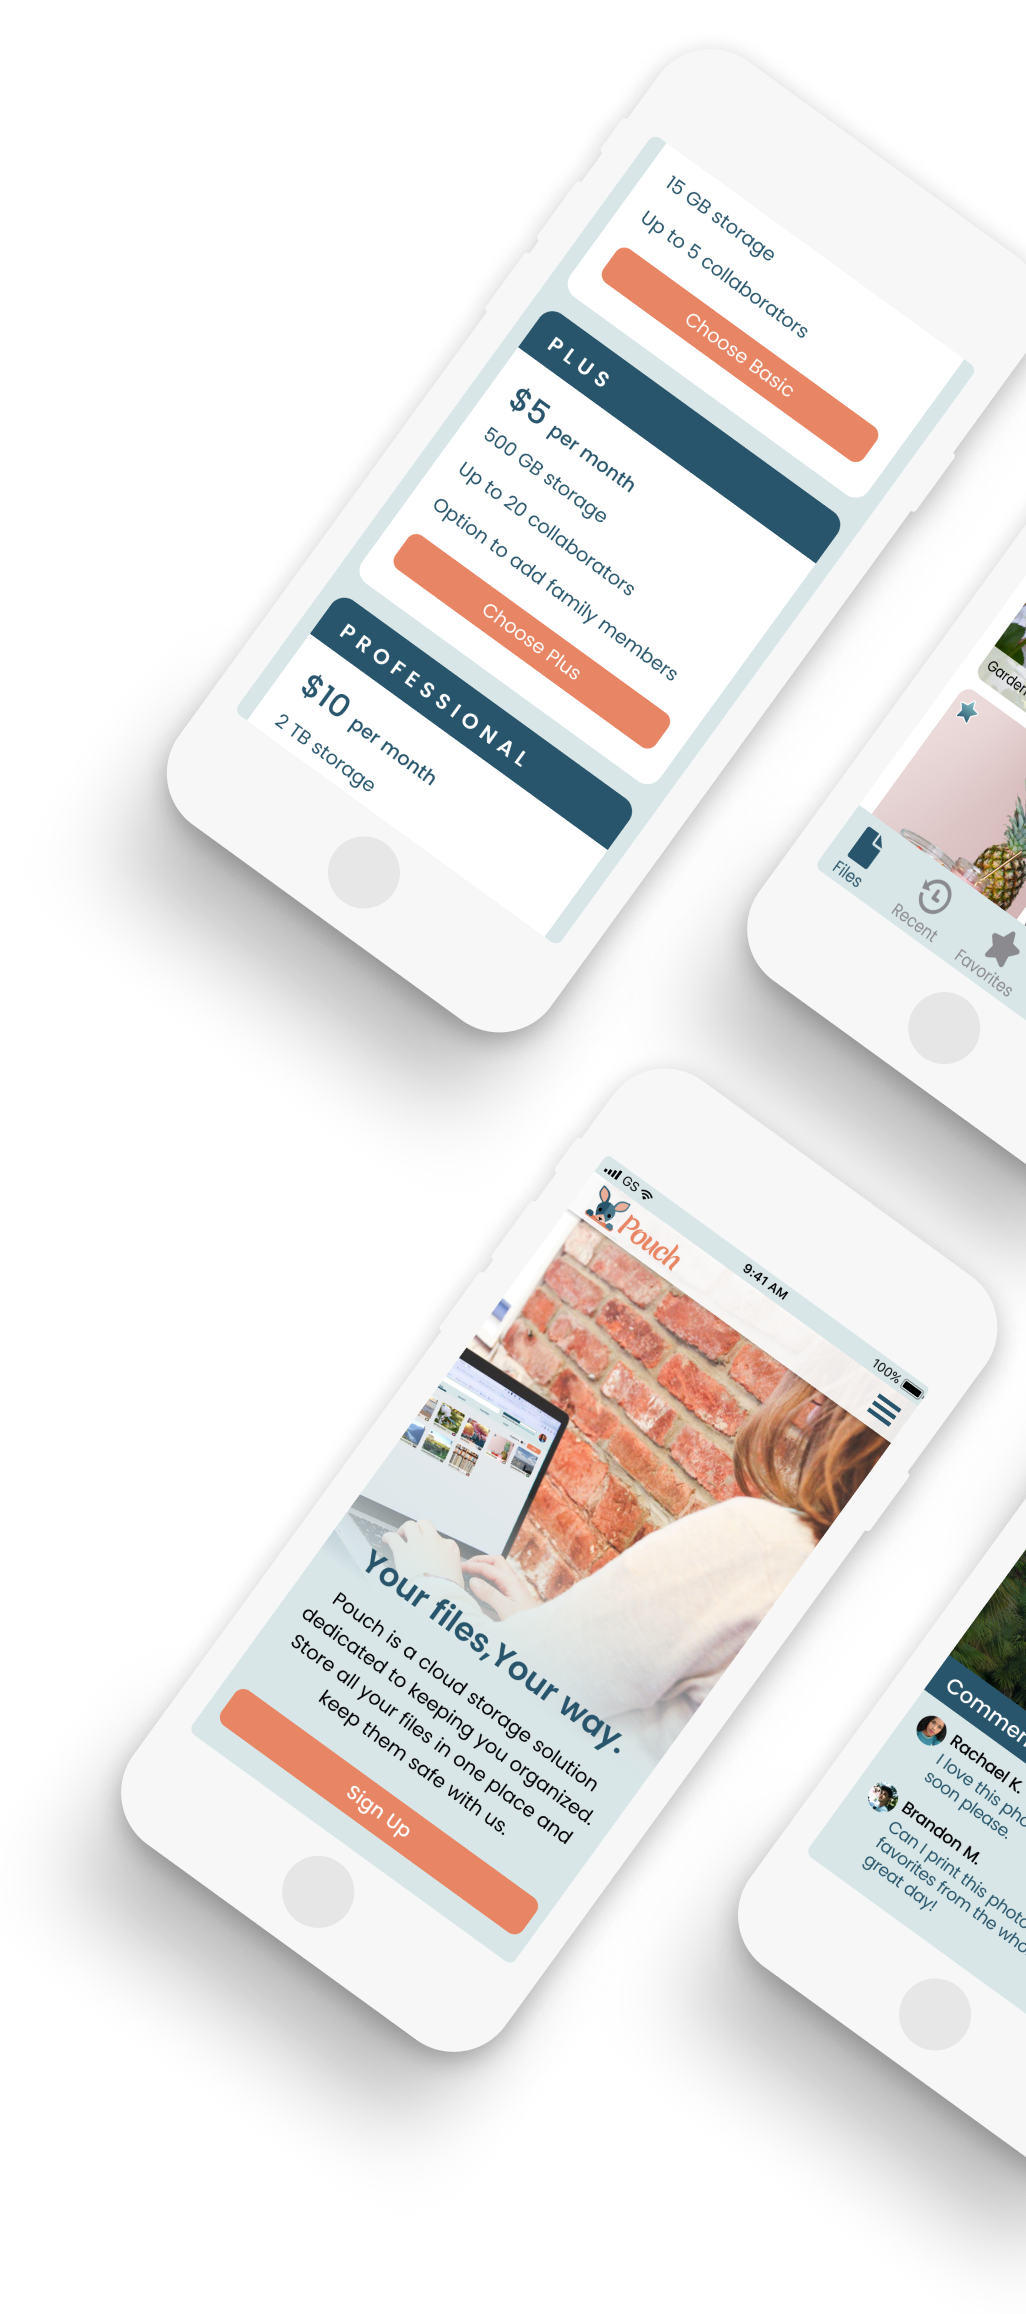 15 GB storage
Up to 5 collaborators
Choose Basic
PLUS
$5 per month
500 GB storage
Up to 20 collaborators
Option to add family members
Choose Plus
PROFESSIONAL
$10 per month
2 TB storage
Garden
Files
Recent
Favorites
GS
9:41 AM
100%
Pouch
Your files, Your way.
Pouch is a cloud storage solution
dedicated to keeping you organized.
Store all your files in one place and
keep them safe with us.
Sign Up
Commen
Rachael K.
I love this pho
soon please.
Brandon M.
Can I print this photo
favorites from the who
great day!